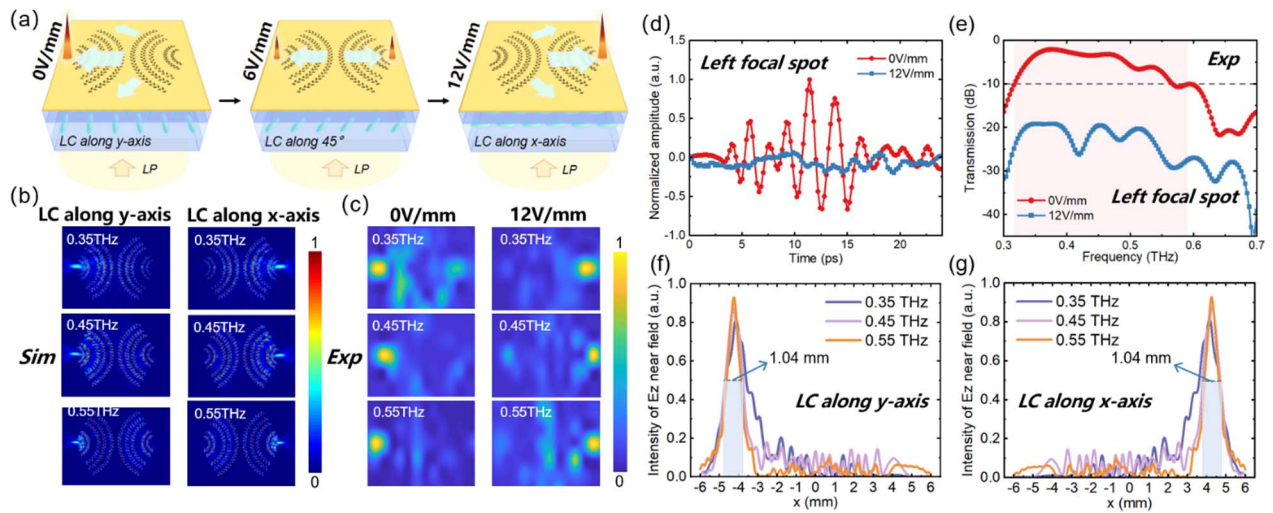 (a)
0V/mm
LC along y-axis
LP
6V/mm
LC along 45°
LP
12V/mm
LC along x-axis
LP
(b)
LC along y-axis
LC along x-axis
Sim
0.35THz
0.35THz
0.45THz
0.45THz
0.55THz
0.55THz
1
0
(c)
0V/mm
12V/mm
Exp
0.35THz
0.35THz
0.45THz
0.45THz
0.55THz
0.55THz
1
0
(d)
Left focal spot
0V/mm
12V/mm
Normalized amplitude (a.u.)
1.5
1.0
0.5
0.0
-0.5
-1.0
0 5 10 15 20
Time (ps)
(e)
Exp
Left focal spot
0V/mm
12V/mm
Transmission (dB)
10
0
-10
-20
-30
-40
0.3 0.4 0.5 0.6 0.7
Frequency (THz)
(f)
0.35 THz
0.45 THz
0.55 THz
1.04 mm
LC along y-axis
Intensity of Ez near field (a.u.)
1.0
0.8
0.6
0.4
0.2
0.0
-6 -5 -4 -3 -2 -1 0 1 2 3 4 5 6
x (mm)
(g)
0.35 THz
0.45 THz
0.55 THz
1.04 mm
LC along x-axis
Intensity of Ez near field (a.u.)
1.0
0.8
0.6
0.4
0.2
0.0
-6 -5 -4 -3 -2 -1 0 1 2 3 4 5 6
x (mm)